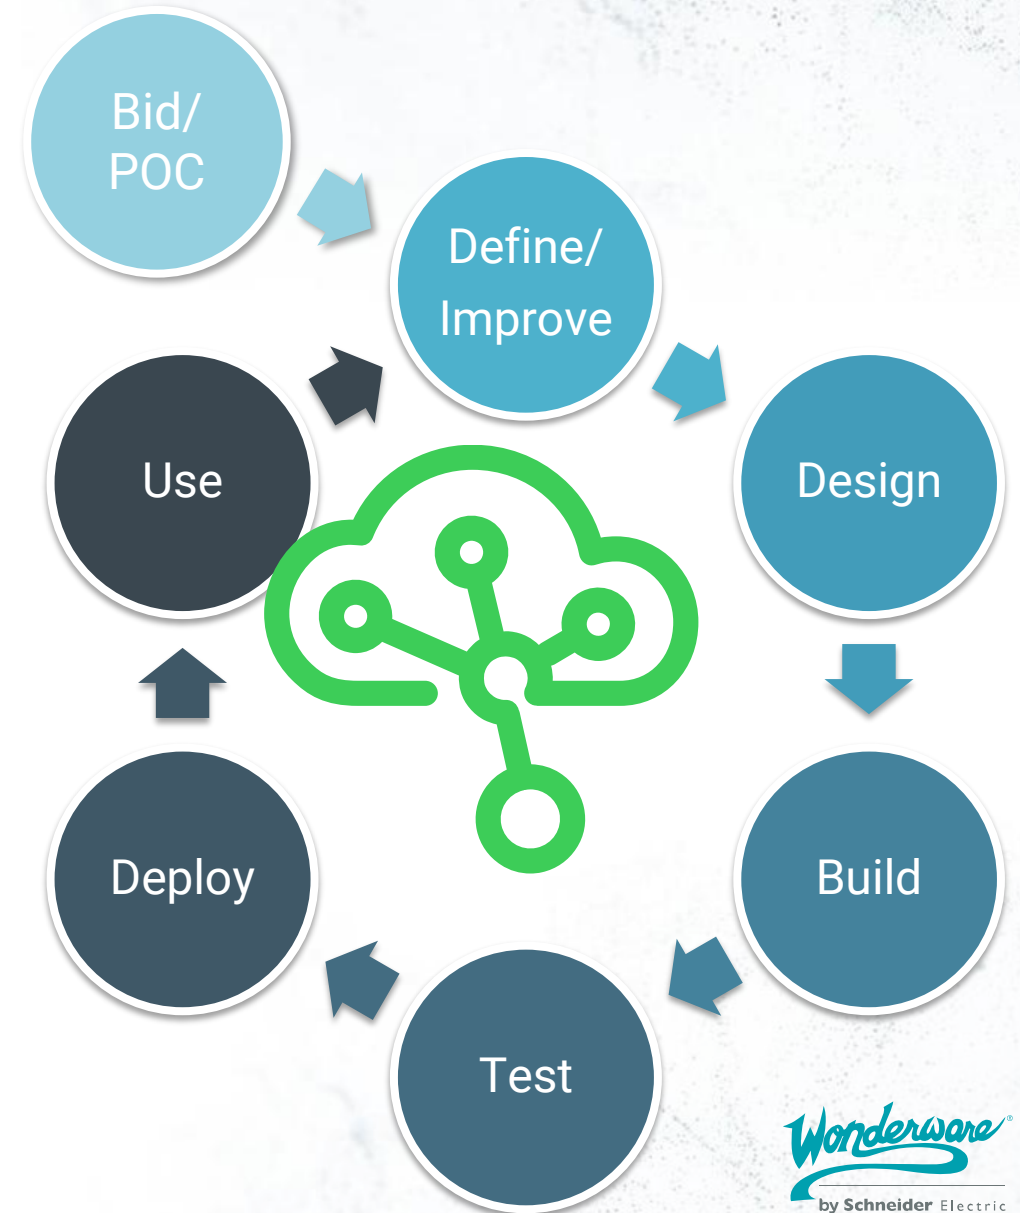 Bid/
POC
Define/
Improve
Use
Design
Deploy
Build
Test
Wonderware®
by Schneider Electric